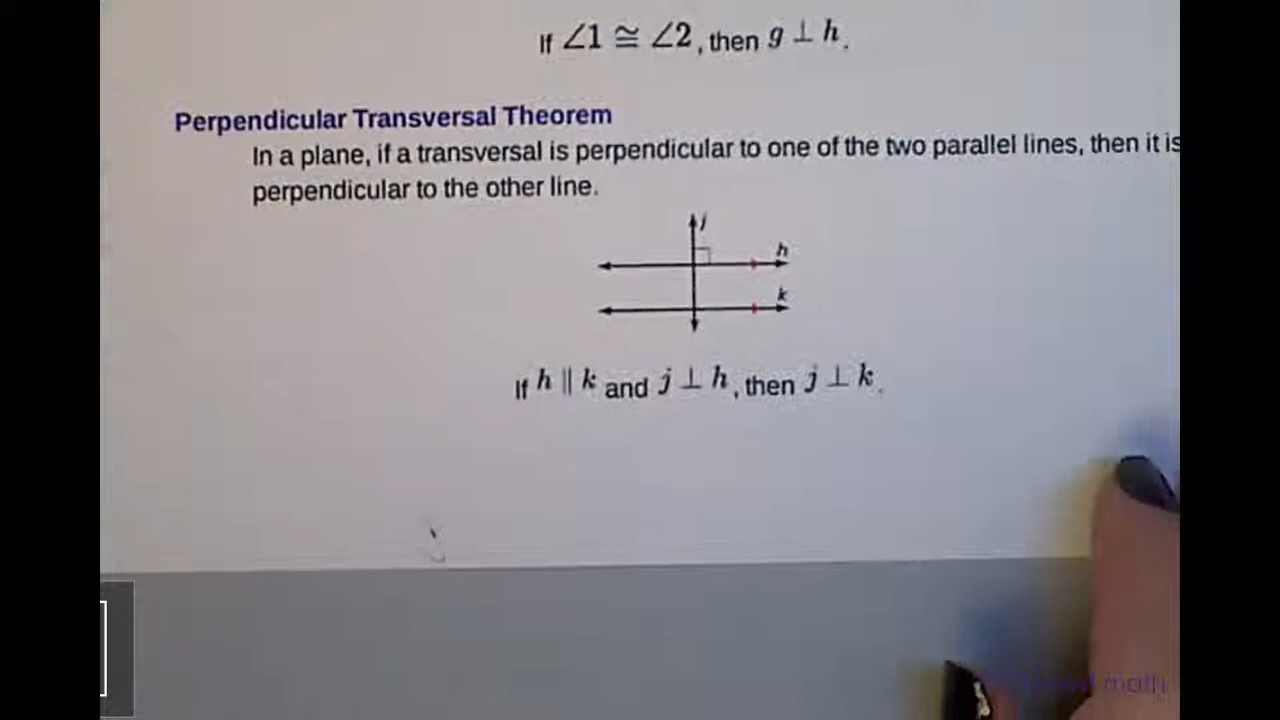 If ∠1 ≅ ∠2, then g ⊥ h.
Perpendicular Transversal Theorem
In a plane, if a transversal is perpendicular to one of the two parallel lines, then it is
perpendicular to the other line.
j
h
k
If h ∥ k and j ⊥ h, then j ⊥ k.
math